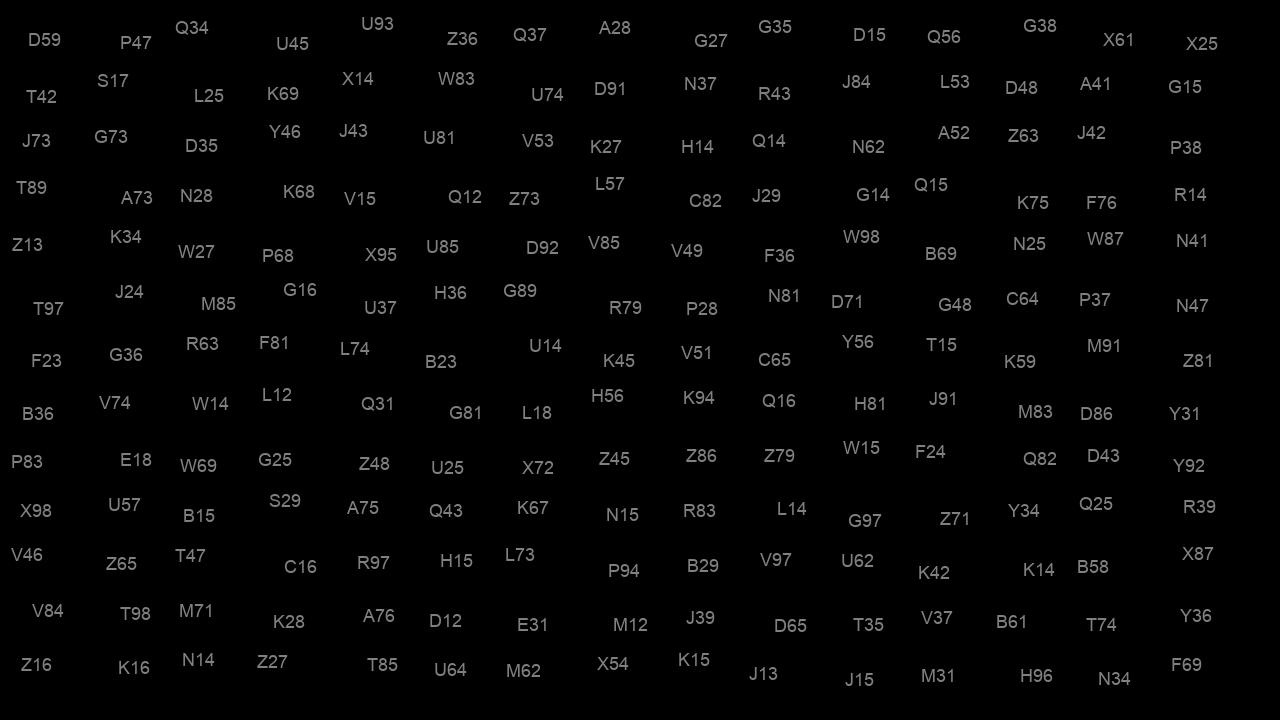 D59 P47 Q34 U45 U93 Z36 Q37 A28 G27 G35 D15 Q56 G38 X61 X25
T42 S17 L25 K69 X14 W83 U74 D91 N37 R43 J84 L53 D48 A41 G15
J73 G73 D35 Y46 J43 U81 V53 K27 H14 Q14 N62 A52 Z63 J42 P38
T89 A73 N28 K68 V15 Q12 Z73 L57 C82 J29 G14 Q15 K75 F76 R14
Z13 K34 W27 P68 X95 U85 D92 V85 V49 F36 W98 B69 N25 W87 N41
T97 J24 M85 G16 U37 H36 G89 R79 P28 N81 D71 G48 C64 P37 N47
F23 G36 R63 F81 L74 B23 U14 K45 V51 C65 Y56 T15 K59 M91 Z81
B36 V74 W14 L12 Q31 G81 L18 H56 K94 Q16 H81 J91 M83 D86 Y31
P83 E18 W69 G25 Z48 U25 X72 Z45 Z86 Z79 W15 F24 Q82 D43 Y92
X98 U57 B15 S29 A75 Q43 K67 N15 R83 L14 G97 Z71 Y34 Q25 R39
V46 Z65 T47 C16 R97 H15 L73 P94 B29 V97 U62 K42 K14 B58 X87
V84 T98 M71 K28 A76 D12 E31 M12 J39 D65 T35 V37 B61 T74 Y36
Z16 K16 N14 Z27 T85 U64 M62 X54 K15 J13 J15 M31 H96 N34 F69